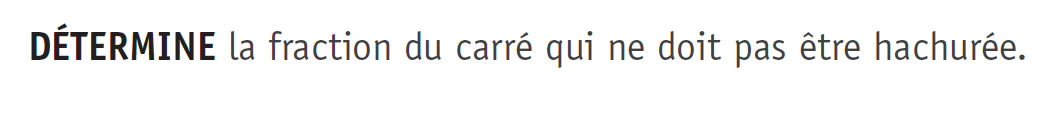 DÉTERMINE la fraction du carré qui ne doit pas être hachurée.